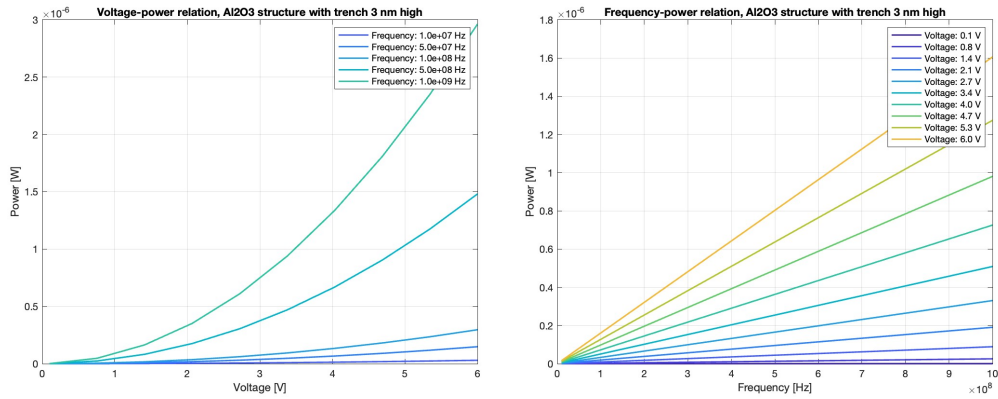 Voltage-power relation, Al2O3 structure with trench 3 nm high
×10⁻⁶
3
2.5
2
1.5
1
0.5
0
Power [W]
Frequency: 1.0e+07 Hz
Frequency: 5.0e+07 Hz
Frequency: 1.0e+08 Hz
Frequency: 5.0e+08 Hz
Frequency: 1.0e+09 Hz
0 1 2 3 4 5 6
Voltage [V]
Frequency-power relation, Al2O3 structure with trench 3 nm high
×10⁻⁶
1.8
1.6
1.4
1.2
1
0.8
0.6
0.4
0.2
0
Power [W]
Voltage: 0.1 V
Voltage: 0.8 V
Voltage: 1.4 V
Voltage: 2.1 V
Voltage: 2.7 V
Voltage: 3.4 V
Voltage: 4.0 V
Voltage: 4.7 V
Voltage: 5.3 V
Voltage: 6.0 V
0 1 2 3 4 5 6 7 8 9 10
Frequency [Hz]
×10⁸